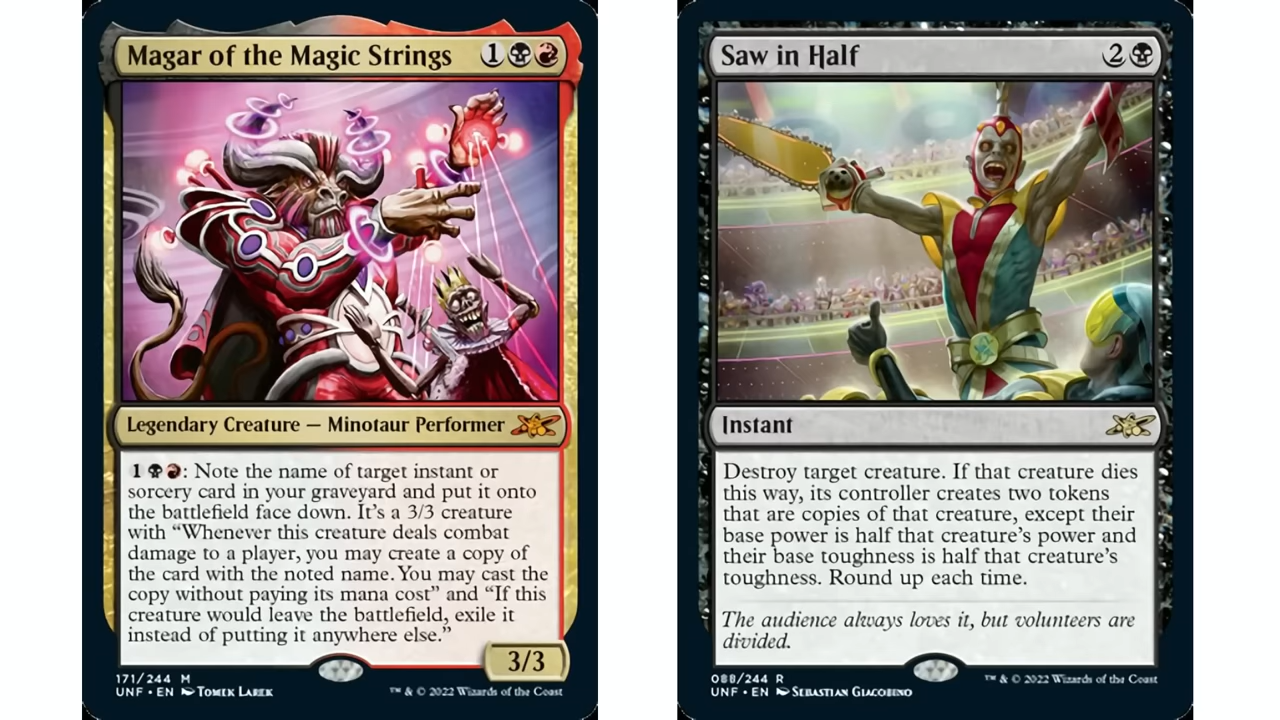 Magar of the Magic Strings 1
Legendary Creature — Minotaur Performer
1 : Note the name of target instant or
sorcery card in your graveyard and put it onto
the battlefield face down. It's a 3/3 creature
with “Whenever this creature deals combat
damage to a player, you may create a copy of
the card with the noted name. You may cast the
copy without paying its mana cost” and “If this
creature would leave the battlefield, exile it
instead of putting it anywhere else.”
3/3
171/244 M
UNF • EN Tomek Larek
™ & © 2022 Wizards of the Coast
Saw in Half 2
Instant
Destroy target creature. If that creature dies
this way, its controller creates two tokens
that are copies of that creature, except their
base power is half that creature's power and
their base toughness is half that creature's
toughness. Round up each time.
The audience always loves it, but volunteers are
divided.
088/244 R
UNF • EN Sebastian Giacobino
™ & © 2022 Wizards of the Coast